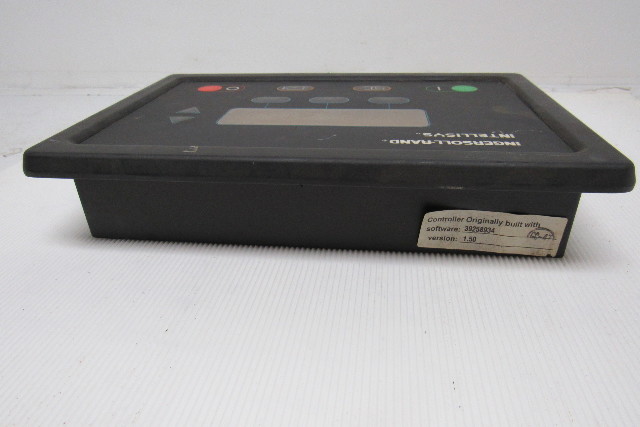 INGERSOLL-RAND
INTELLISYS
Controller Originally built with
software: 39258934
version: 1.50